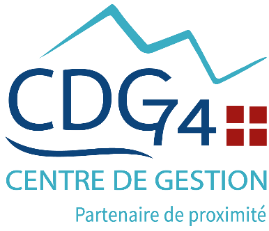 CDG74
CENTRE DE GESTION
Partenaire de proximité